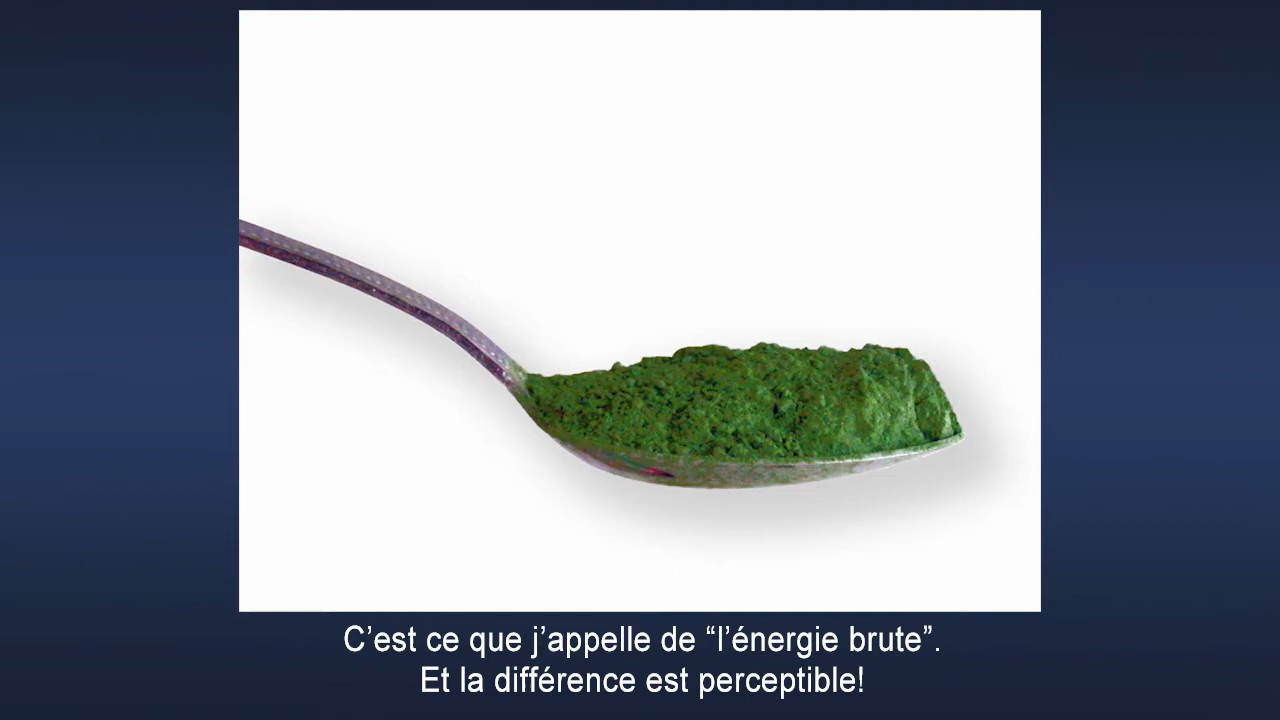 C’est ce que j’appelle de “l’énergie brute”.
Et la différence est perceptible!